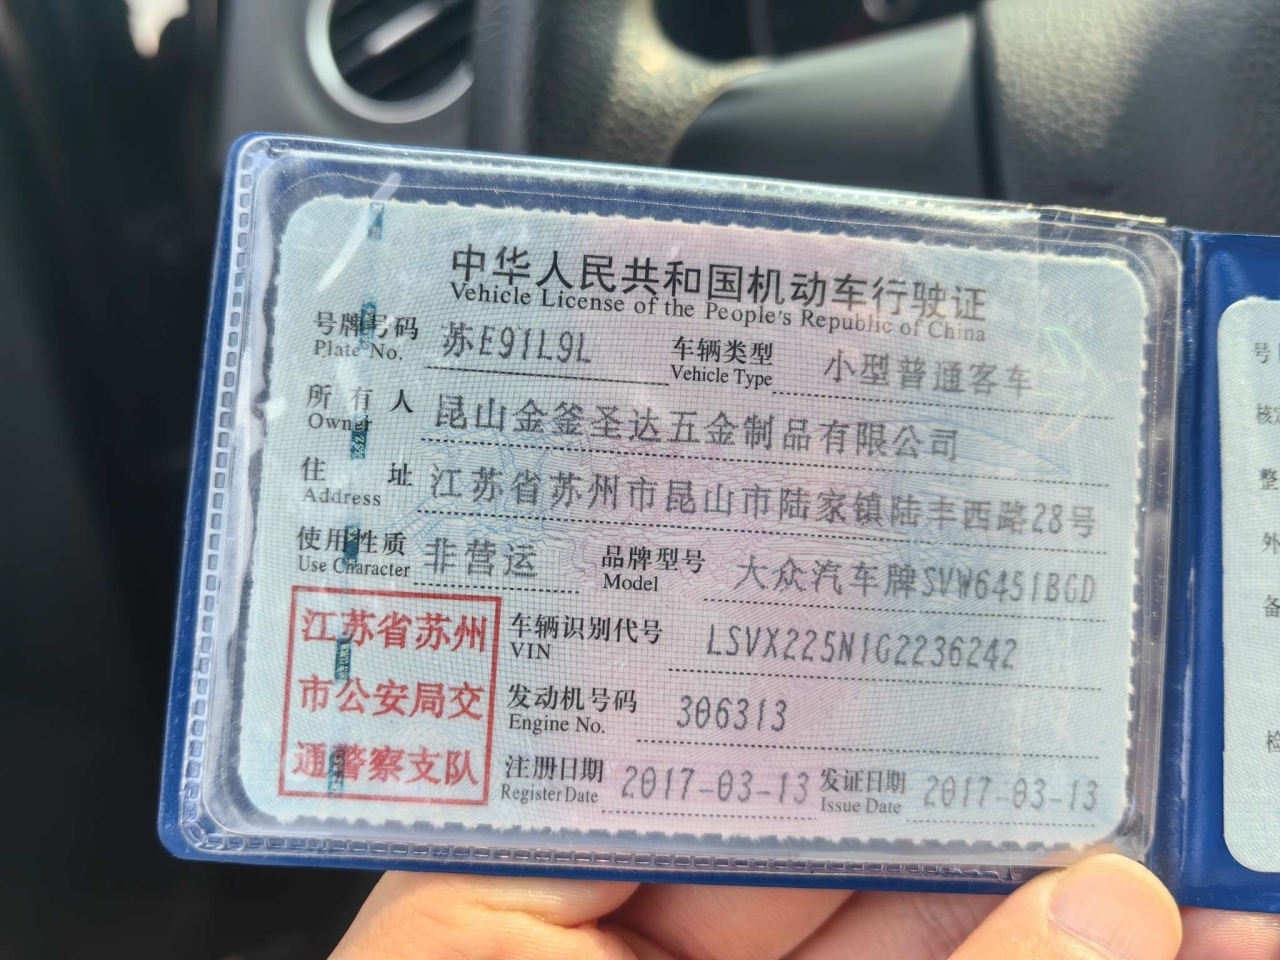 中华人民共和国机动车行驶证
Vehicle License of the People's Republic of China
号牌号码 苏E91L9L 车辆类型 小型普通客车
Plate No. Vehicle Type
所有人 昆山金釜圣达五金制品有限公司
Owner
住址 江苏省苏州市昆山市陆家镇陆丰西路28号
Address
使用性质 非营运 品牌型号 大众汽车牌SVW6451BGD
Use Character Model
江苏省苏州
市公安局交
通警察支队
车辆识别代号 LSVX225N1G2236242
VIN
发动机号码 306313
Engine No.
注册日期 2017-03-13 发证日期 2017-03-13
Register Date Issue Date
号
核
整
外
备
检